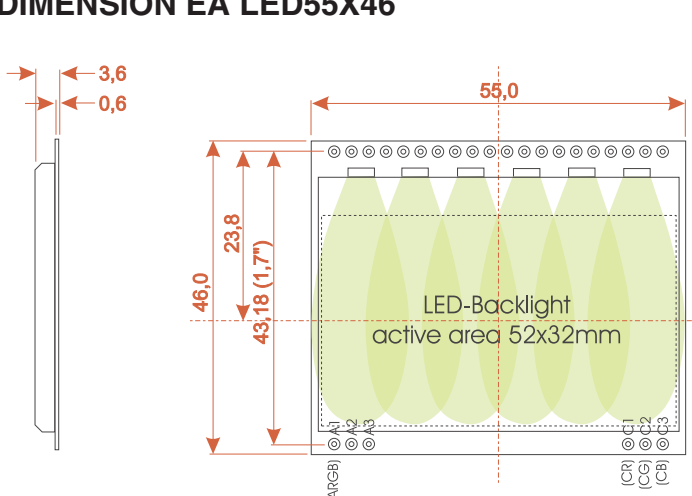 DIMENSION EA LED55X46
3,6
0,6
55,0
46,0
23,8
43,18 (1,7")
LED-Backlight
active area 52x32mm
A1
A2
A3
C1
C2
C3
(CR)
(CG)
(CB)